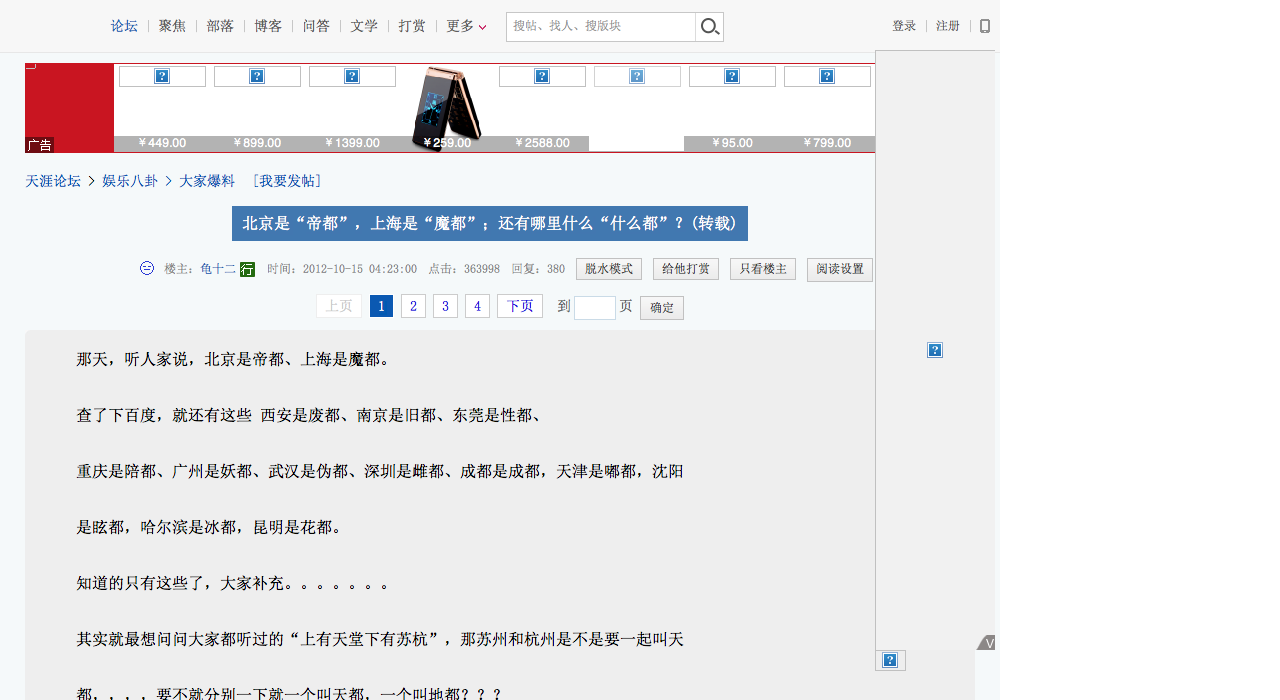 论坛 聚焦 部落 博客 问答 文学 打赏 更多 搜帖、找人、搜版块 登录 注册
广告 ￥449.00 ￥899.00 ￥1399.00 ￥259.00 ￥2588.00 ￥95.00 ￥799.00
天涯论坛 > 娱乐八卦 > 大家爆料 [我要发帖]
北京是“帝都”，上海是“魔都”；还有哪里什么“什么都”？(转载)
楼主：龟十二 行 时间：2012-10-15 04:23:00 点击：363998 回复：380 脱水模式 给他打赏 只看楼主 阅读设置
上页 1 2 3 4 下页 到 页 确定
那天，听人家说，北京是帝都、上海是魔都。
查了下百度，就还有这些 西安是废都、南京是旧都、东莞是性都、
重庆是陪都、广州是妖都、武汉是伪都、深圳是雌都、成都是成都，天津是嘟都，沈阳
是眩都，哈尔滨是冰都，昆明是花都。
知道的只有这些了，大家补充。。。。。。。
其实就最想问问大家都听过的“上有天堂下有苏杭”，那苏州和杭州是不是要一起叫天
V
都，，，，要不就分别一下就一个叫天都，一个叫地都？？？